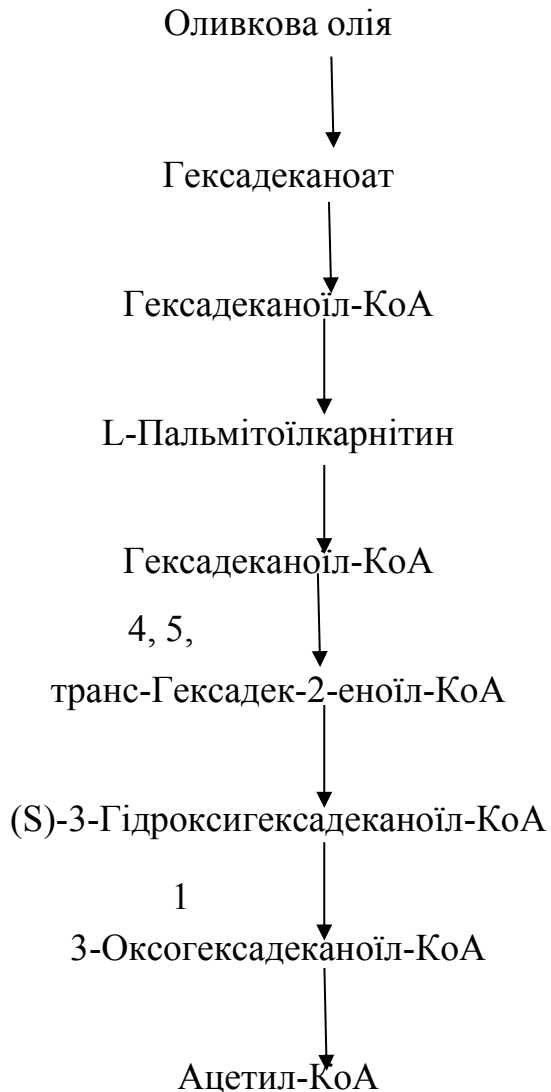 Оливкова олія
Гексадеканоат
Гексадеканоїл-КоА
L-Пальмітоїлкарнітин
Гексадеканоїл-КоА
4, 5,
транс-Гексадек-2-еноїл-КоА
(S)-3-Гідроксигексадеканоїл-КоА
1
3-Оксогексадеканоїл-КоА
Ацетил-КоА